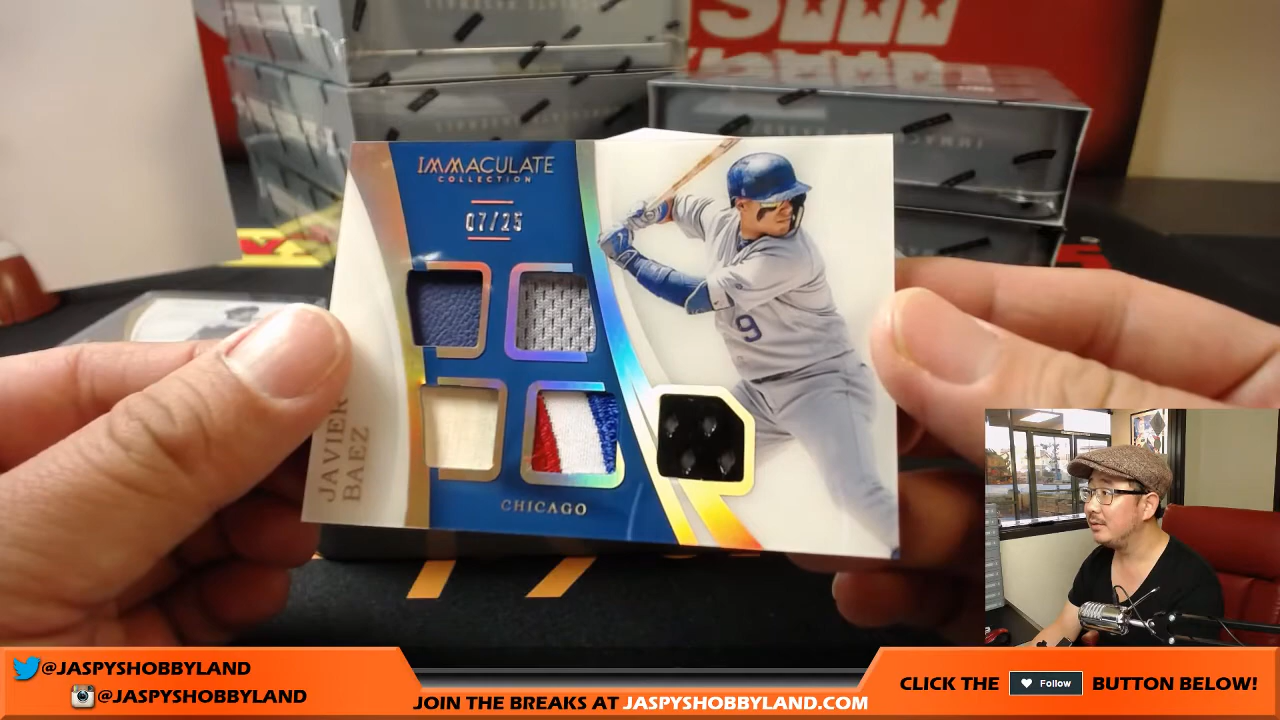 IMMACULATE
COLLECTION
07/25
9
JAVIER
BAEZ
CHICAGO
@JASPYSHOBBYLAND
@JASPYSHOBBYLAND
JOIN THE BREAKS AT JASPYSHOBBYLAND.COM
CLICK THE Follow BUTTON BELOW!